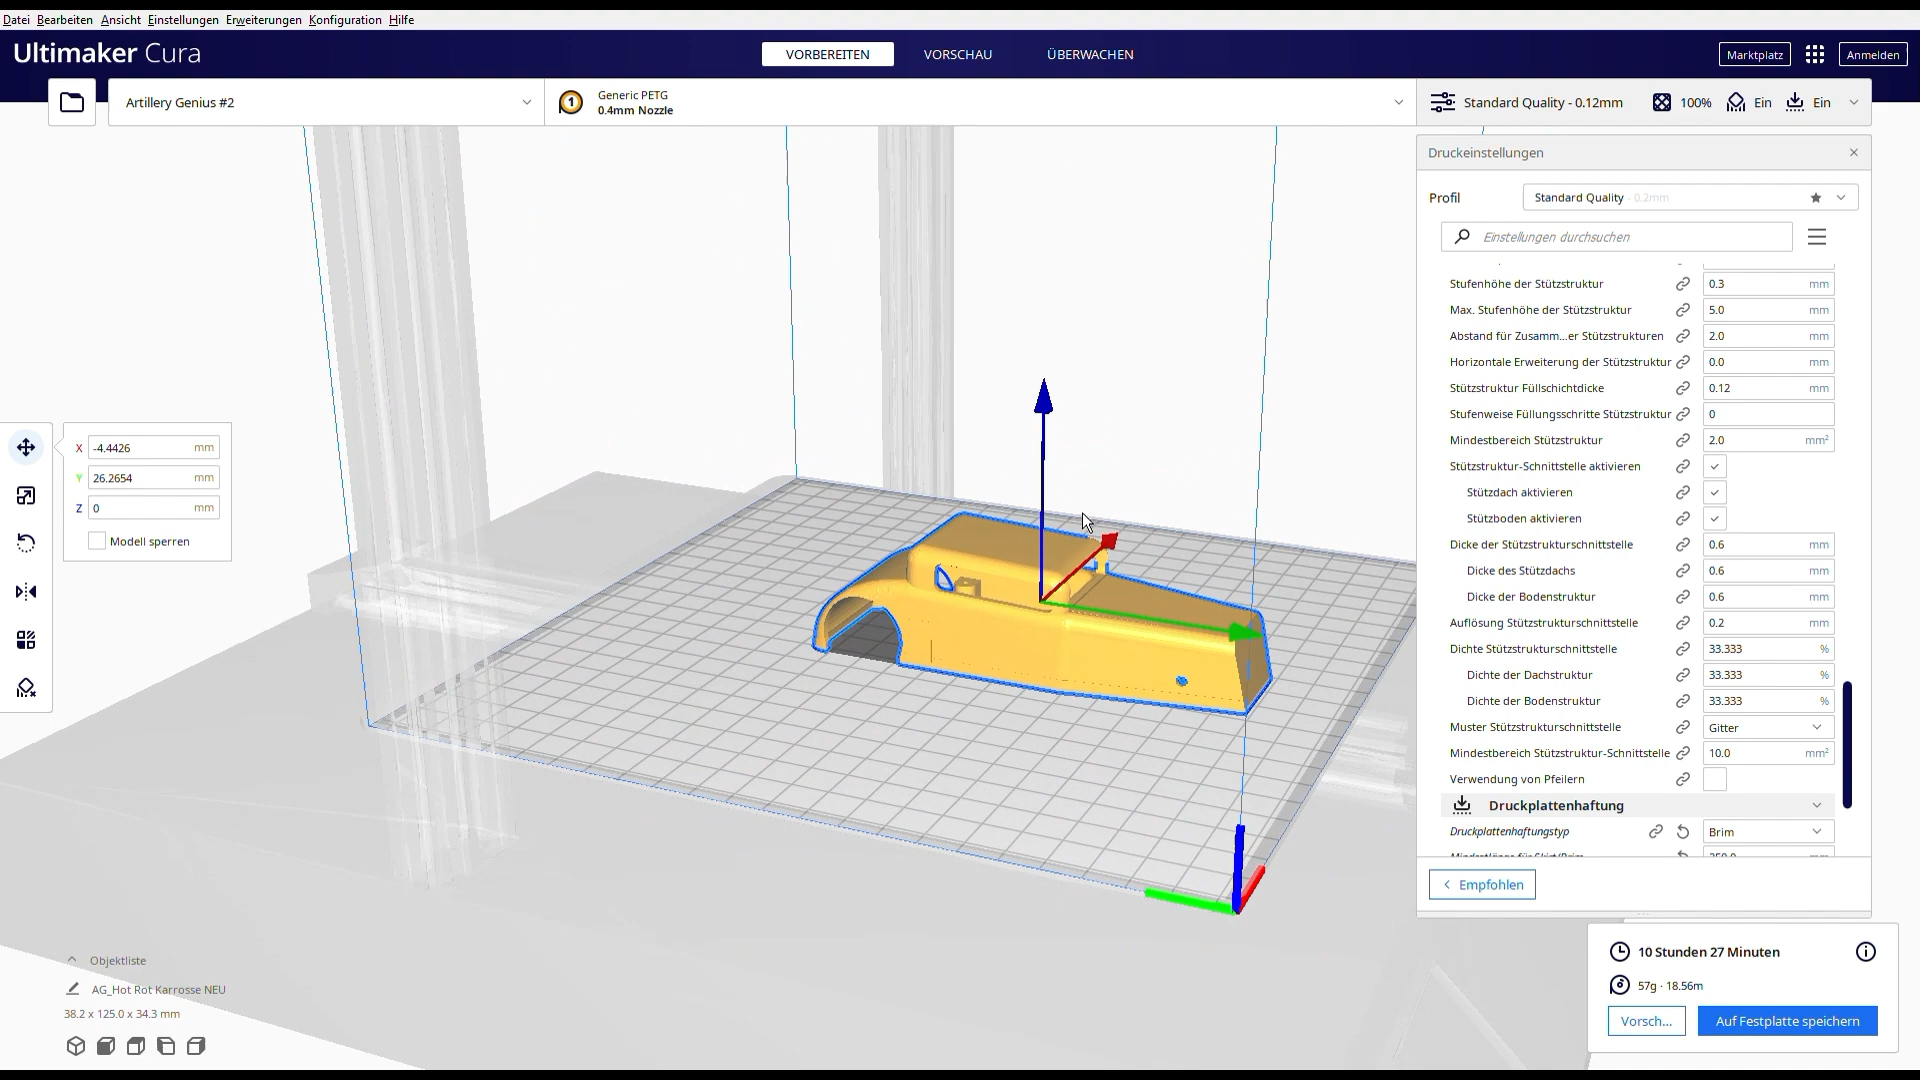 Datei Bearbeiten Ansicht Einstellungen Erweiterungen Konfiguration Hilfe
Ultimaker Cura
VORBEREITEN VORSCHAU ÜBERWACHEN
Marktplatz Anmelden
Artillery Genius #2
1 Generic PETG
0.4mm Nozzle
Standard Quality - 0.12mm 100% Ein Ein
Druckeinstellungen
Profil Standard Quality - 0.2mm
Einstellungen durchsuchen
Stufenhöhe der Stützstruktur 0.3 mm
Max. Stufenhöhe der Stützstruktur 5.0 mm
Abstand für Zusamm...er Stützstrukturen 2.0 mm
Horizontale Erweiterung der Stützstruktur 0.0 mm
Stützstruktur Füllschichtdicke 0.12 mm
Stufenweise Füllungsschritte Stützstruktur 0
Mindestbereich Stützstruktur 2.0 mm²
Stützstruktur-Schnittstelle aktivieren
Stützdach aktivieren
Stützboden aktivieren
Dicke der Stützstrukturschnittstelle 0.6 mm
Dicke des Stützdachs 0.6 mm
Dicke der Bodenstruktur 0.6 mm
Auflösung Stützstrukturschnittstelle 0.2 mm
Dichte Stützstrukturschnittstelle 33.333 %
Dichte der Dachstruktur 33.333 %
Dichte der Bodenstruktur 33.333 %
Muster Stützstrukturschnittstelle Gitter
Mindestbereich Stützstruktur-Schnittstelle 10.0 mm²
Verwendung von Pfeilern
Druckplattenhaftung
Druckplattenhaftungstyp Brim
Empfohlen
X -4.4426 mm
Y 26.2654 mm
Z 0 mm
Modell sperren
Objektliste
AG_Hot Rot Karrosse NEU
38.2 x 125.0 x 34.3 mm
10 Stunden 27 Minuten
57g · 18.56m
Vorsch... Auf Festplatte speichern